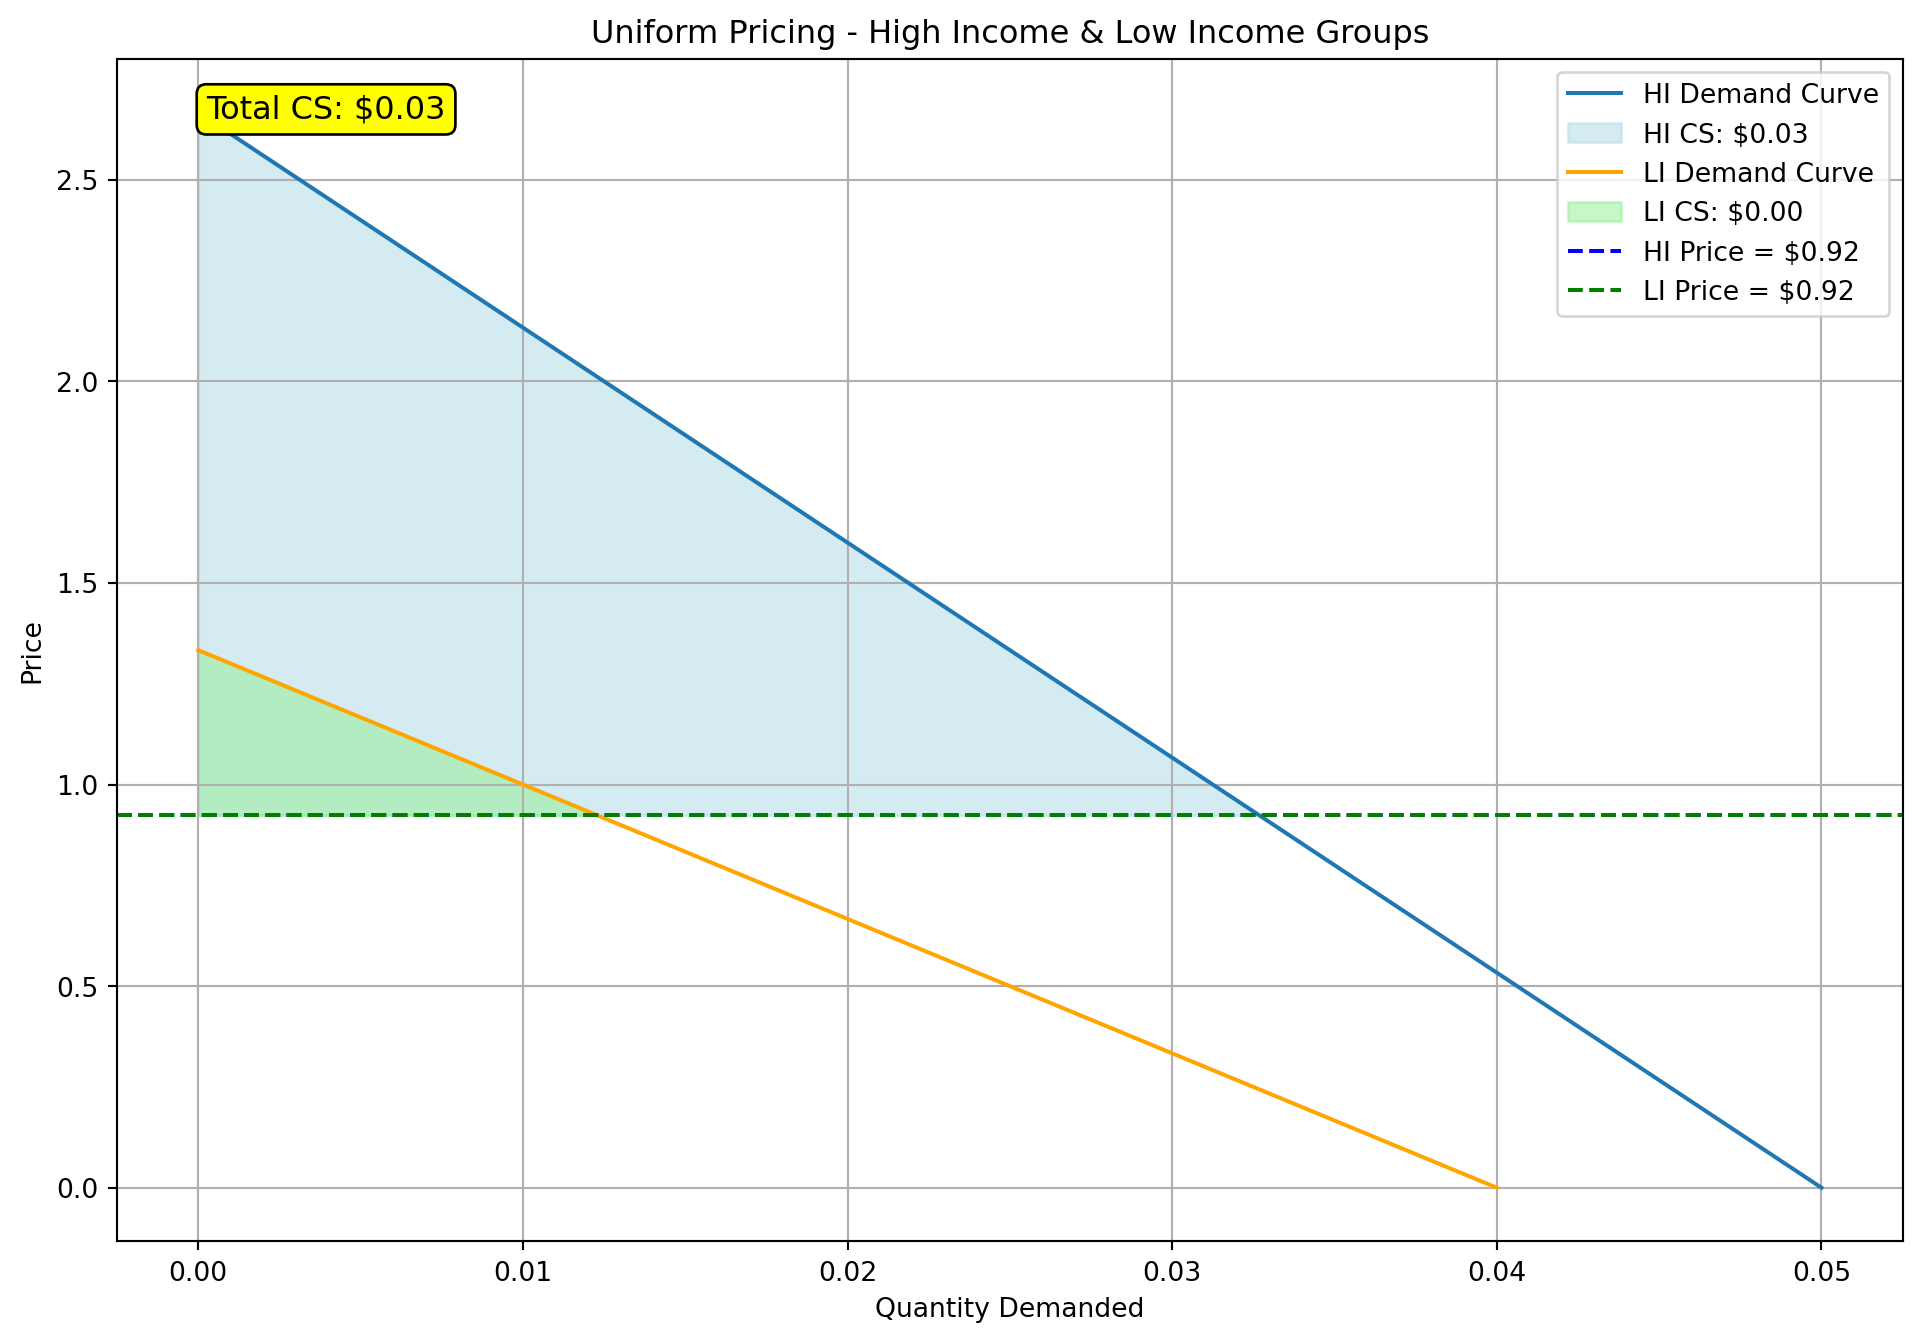 Uniform Pricing - High Income & Low Income Groups
Total CS: $0.03
HI Demand Curve
HI CS: $0.03
LI Demand Curve
LI CS: $0.00
HI Price = $0.92
LI Price = $0.92
Price
2.5
2.0
1.5
1.0
0.5
0.0
0.00 0.01 0.02 0.03 0.04 0.05
Quantity Demanded